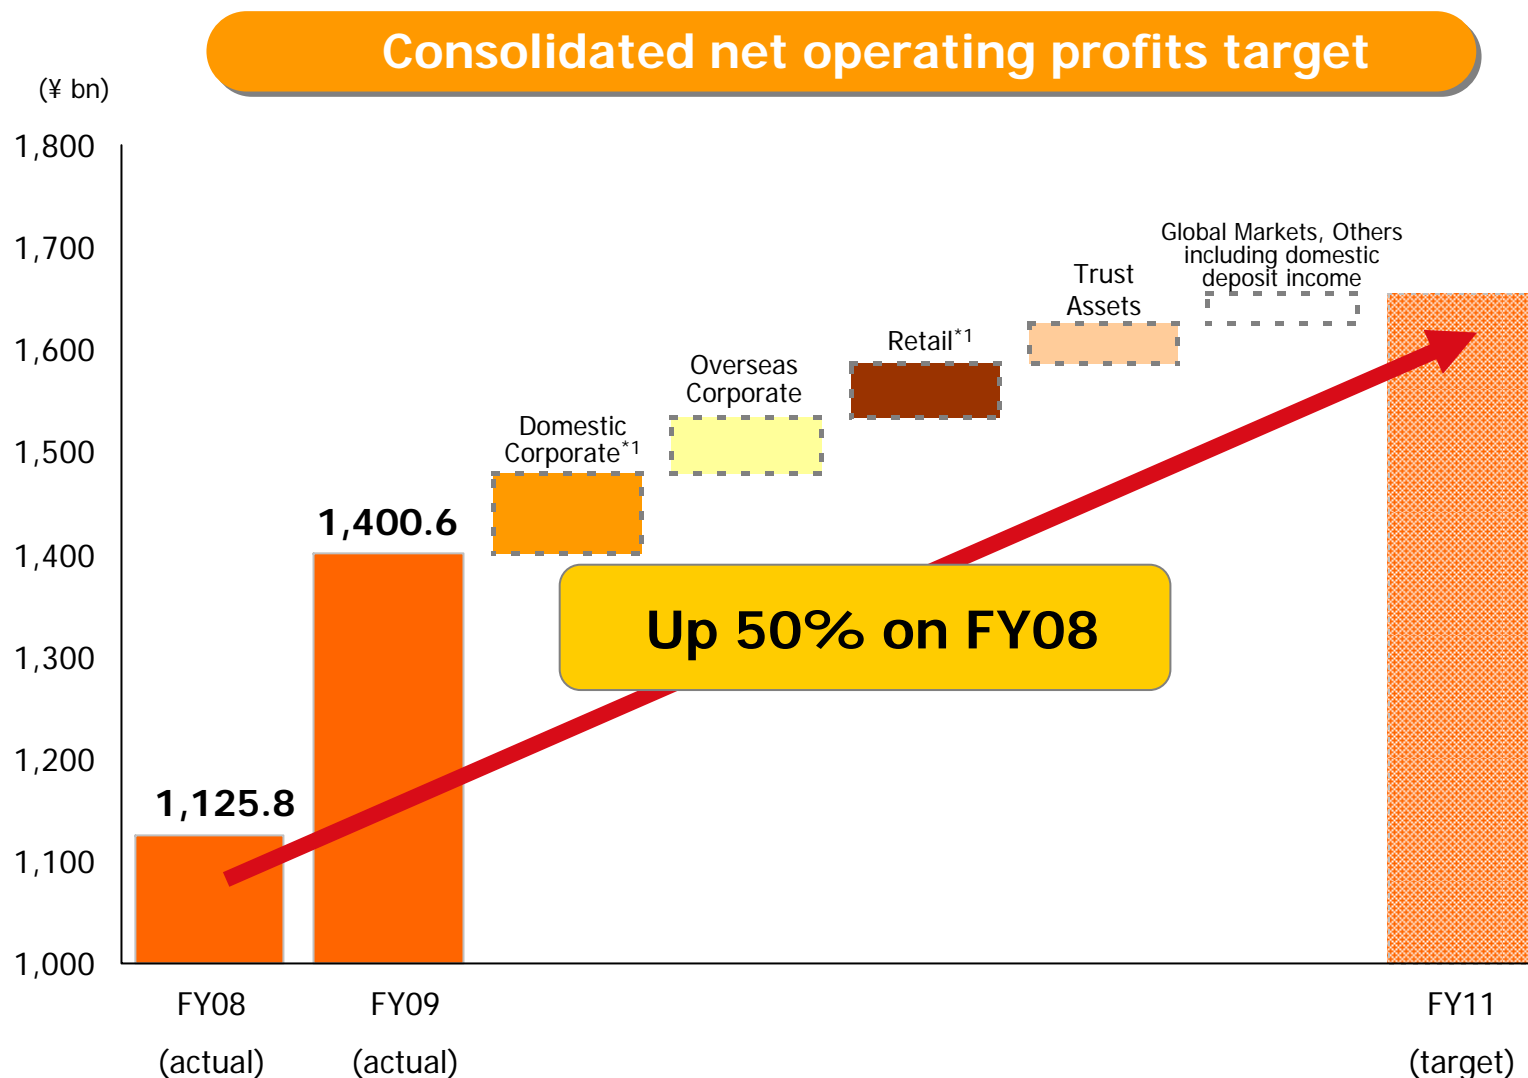 Consolidated net operating profits target
(¥ bn)
1,800
1,700
1,600
1,500
1,400
1,300
1,200
1,100
1,000
1,125.8
1,400.6
Domestic
Corporate*1
Overseas
Corporate
Retail*1
Trust
Assets
Global Markets, Others
including domestic
deposit income
Up 50% on FY08
FY08
(actual)
FY09
(actual)
FY11
(target)